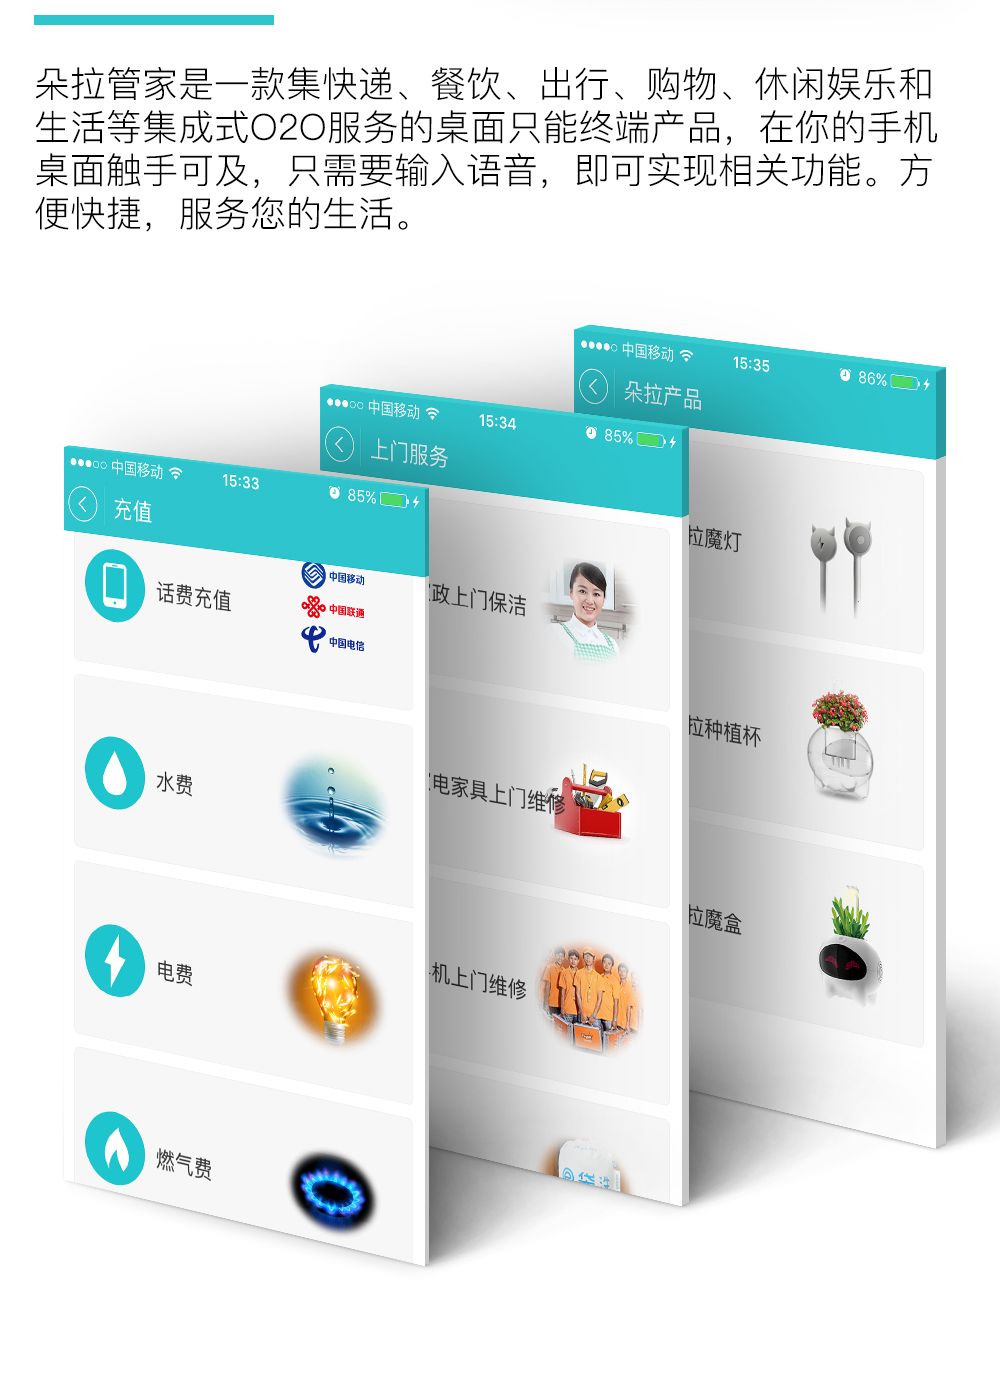 朵拉管家是一款集快递、餐饮、出行、购物、休闲娱乐和
生活等集成式O2O服务的桌面只能终端产品，在你的手机
桌面触手可及，只需要输入语音，即可实现相关功能。方
便快捷，服务您的生活。
中国移动 15:33 85%
充值
话费充值
中国移动
中国联通
中国电信
水费
电费
燃气费
中国移动 15:34 85%
上门服务
政上门保洁
电家具上门维修
机上门维修
中国移动 15:35 86%
朵拉产品
拉魔灯
拉种植杯
拉魔盒